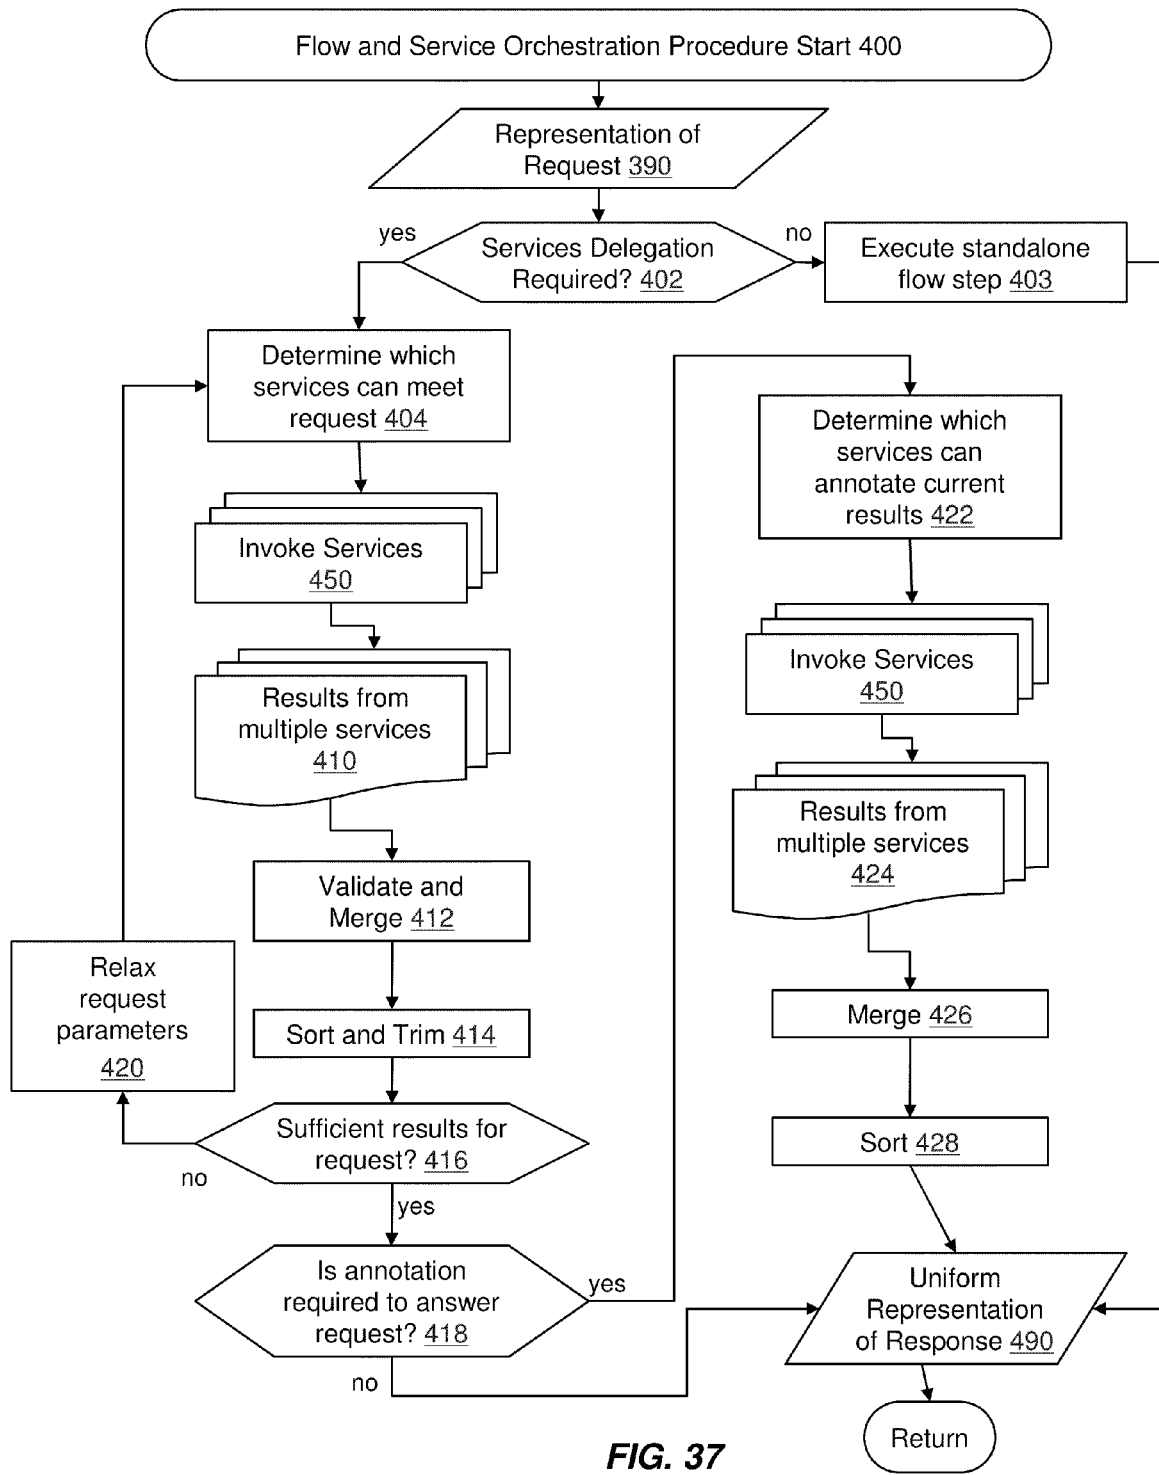 Flow and Service Orchestration Procedure Start 400
Representation of
Request 390
yes
Services Delegation
Required? 402
no
Execute standalone
flow step 403
Determine which
services can meet
request 404
Invoke Services
450
Results from
multiple services
410
Validate and
Merge 412
Relax
request
parameters
420
Sort and Trim 414
Sufficient results for
request? 416
no
yes
Is annotation
required to answer
request? 418
yes
no
Determine which
services can
annotate current
results 422
Invoke Services
450
Results from
multiple services
424
Merge 426
Sort 428
Uniform
Representation
of Response 490
Return
FIG. 37